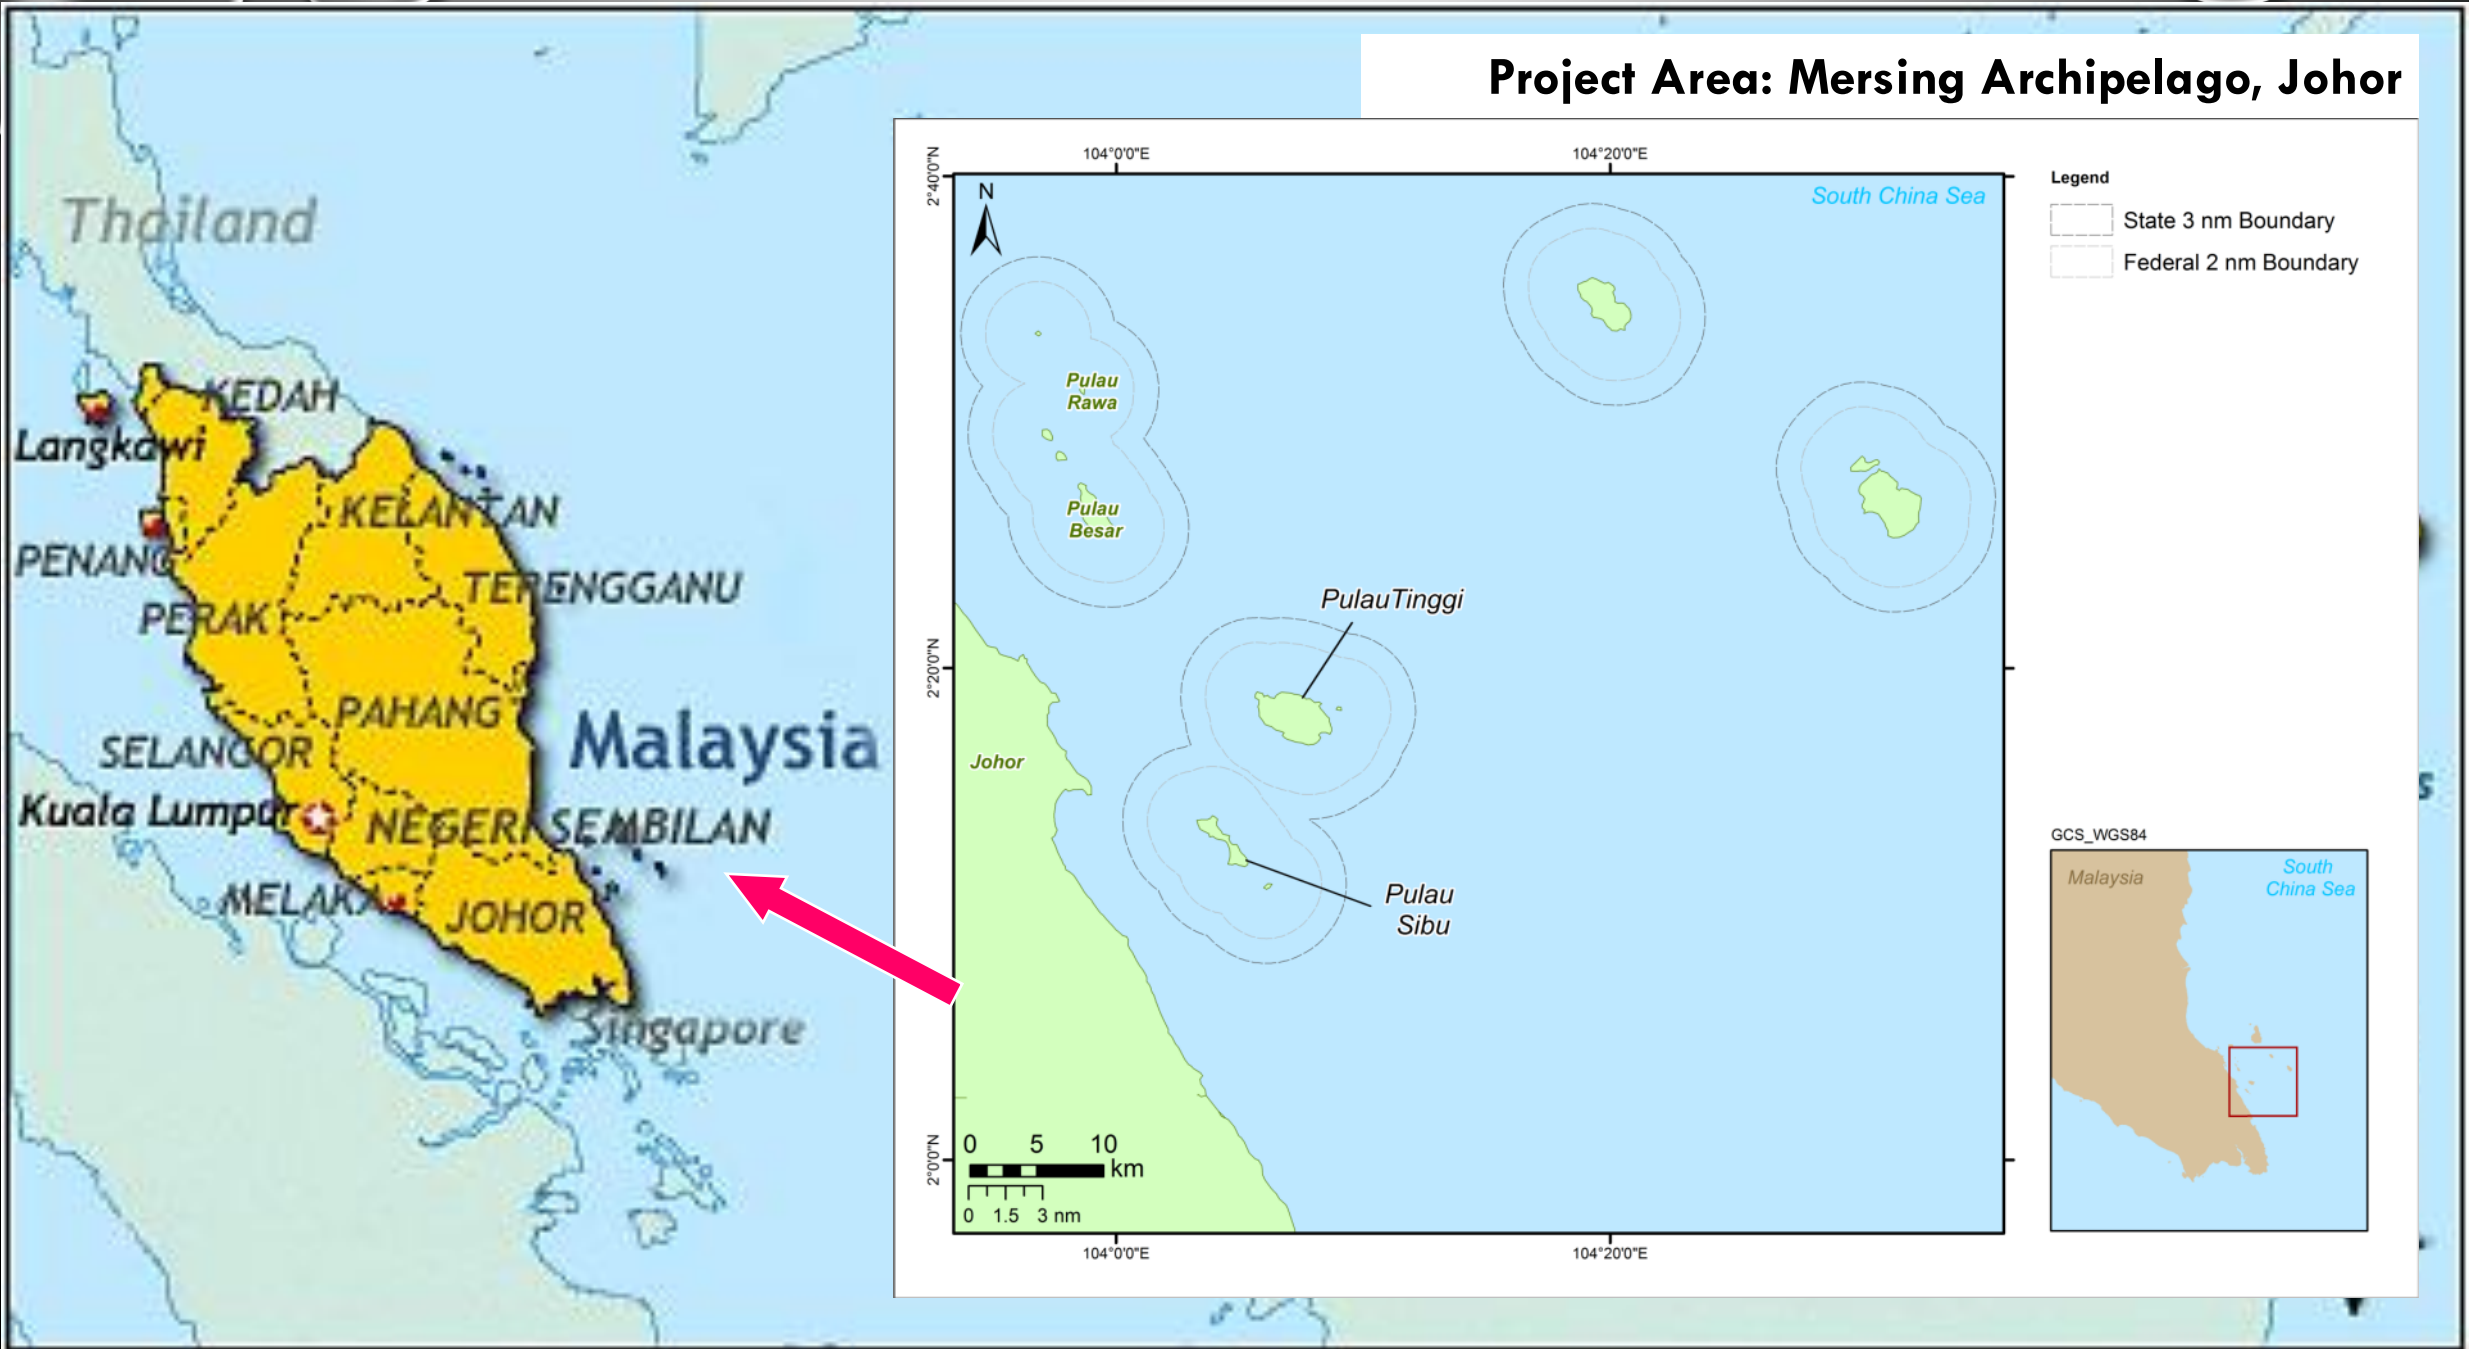 Project Area: Mersing Archipelago, Johor
Thailand
KEDAH
Langkawi
KELANTAN
PENANG
TERENGGANU
PERAK
PAHANG
SELANGOR
Malaysia
Kuala Lumpur
NEGERI SEMBILAN
MELAKA
JOHOR
Singapore
104°0'0"E
104°20'0"E
2°40'0"N
N
South China Sea
Pulau
Rawa
Pulau
Besar
PulauTinggi
2°20'0"N
Johor
Pulau
Sibu
2°0'0"N
0 5 10
km
0 1.5 3 nm
104°0'0"E
104°20'0"E
Legend
State 3 nm Boundary
Federal 2 nm Boundary
GCS_WGS84
Malaysia
South
China Sea